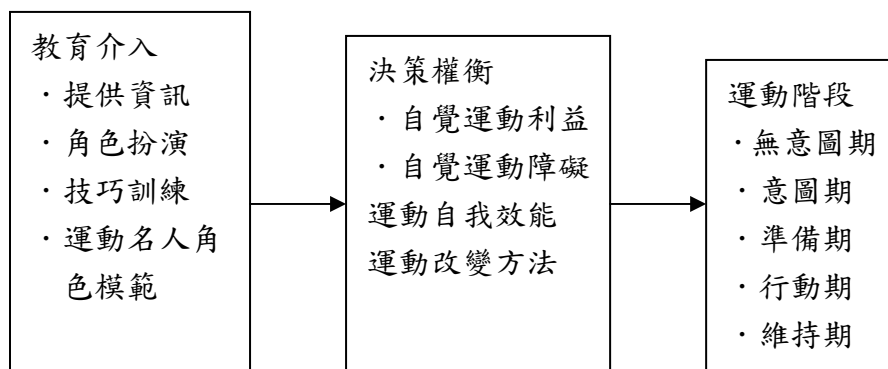 教育介入
·提供資訊
·角色扮演
·技巧訓練
·運動名人角
色模範
決策權衡
·自覺運動利益
·自覺運動障礙
運動自我效能
運動改變方法
運動階段
·無意圖期
·意圖期
·準備期
·行動期
·維持期